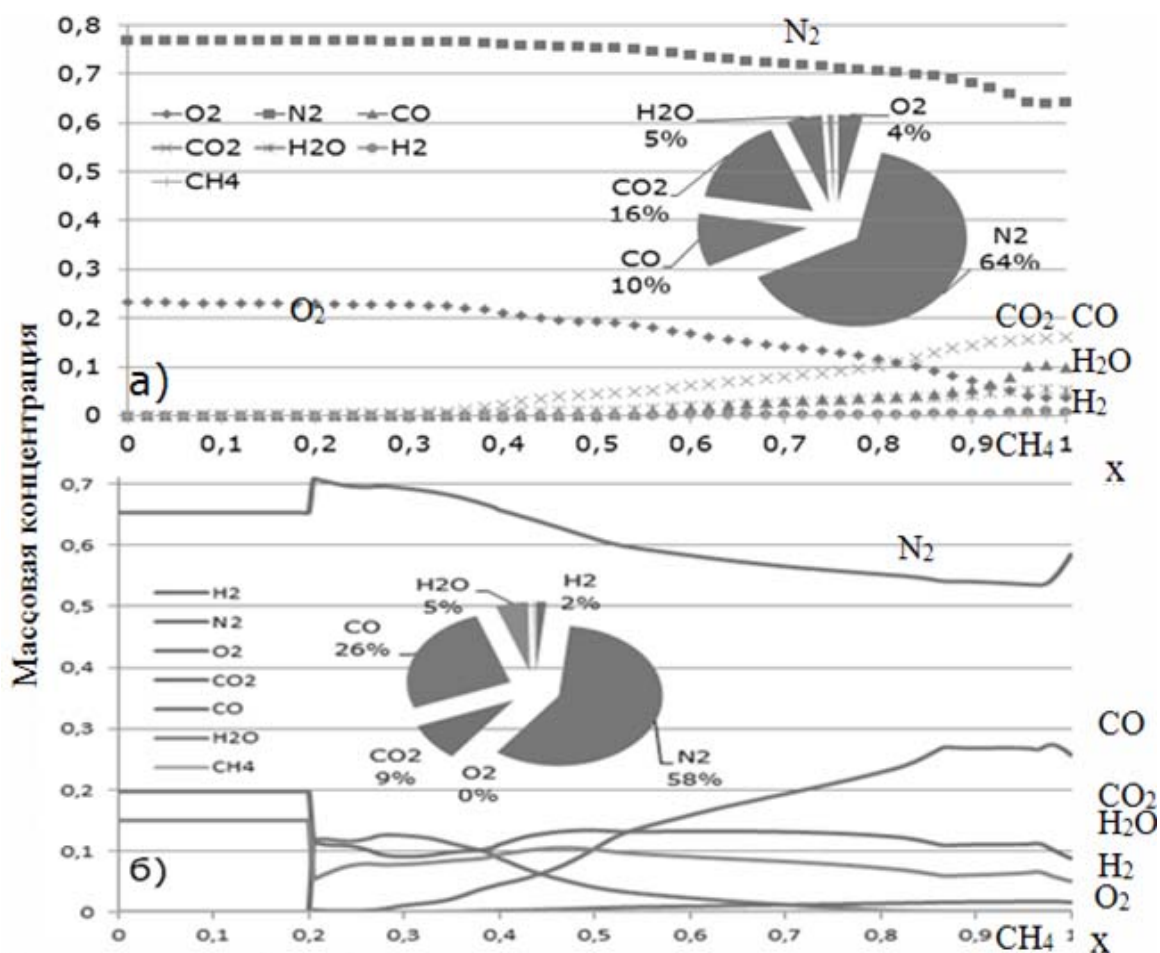 Массовая концентрация
0,8
0,7
0,6
0,5
0,4
0,3
0,2
0,1
0
N2
O2 N2 CO
CO2 H2O H2
CH4
H2O
5%
O2
4%
CO2
16%
CO
10%
N2
64%
O2
CO2 CO
H2O
H2
а)
0 0,1 0,2 0,3 0,4 0,5 0,6 0,7 0,8 0,9 CH4 1
x
0,7
0,6
0,5
0,4
0,3
0,2
0,1
0
N2
H2
N2
O2
CO2
CO
H2O
CH4
H2O
5%
H2
2%
CO
26%
CO2
9%
O2
0%
N2
58%
CO
CO2
H2O
H2
O2
б)
0 0,1 0,2 0,3 0,4 0,5 0,6 0,7 0,8 0,9 CH4 1 x